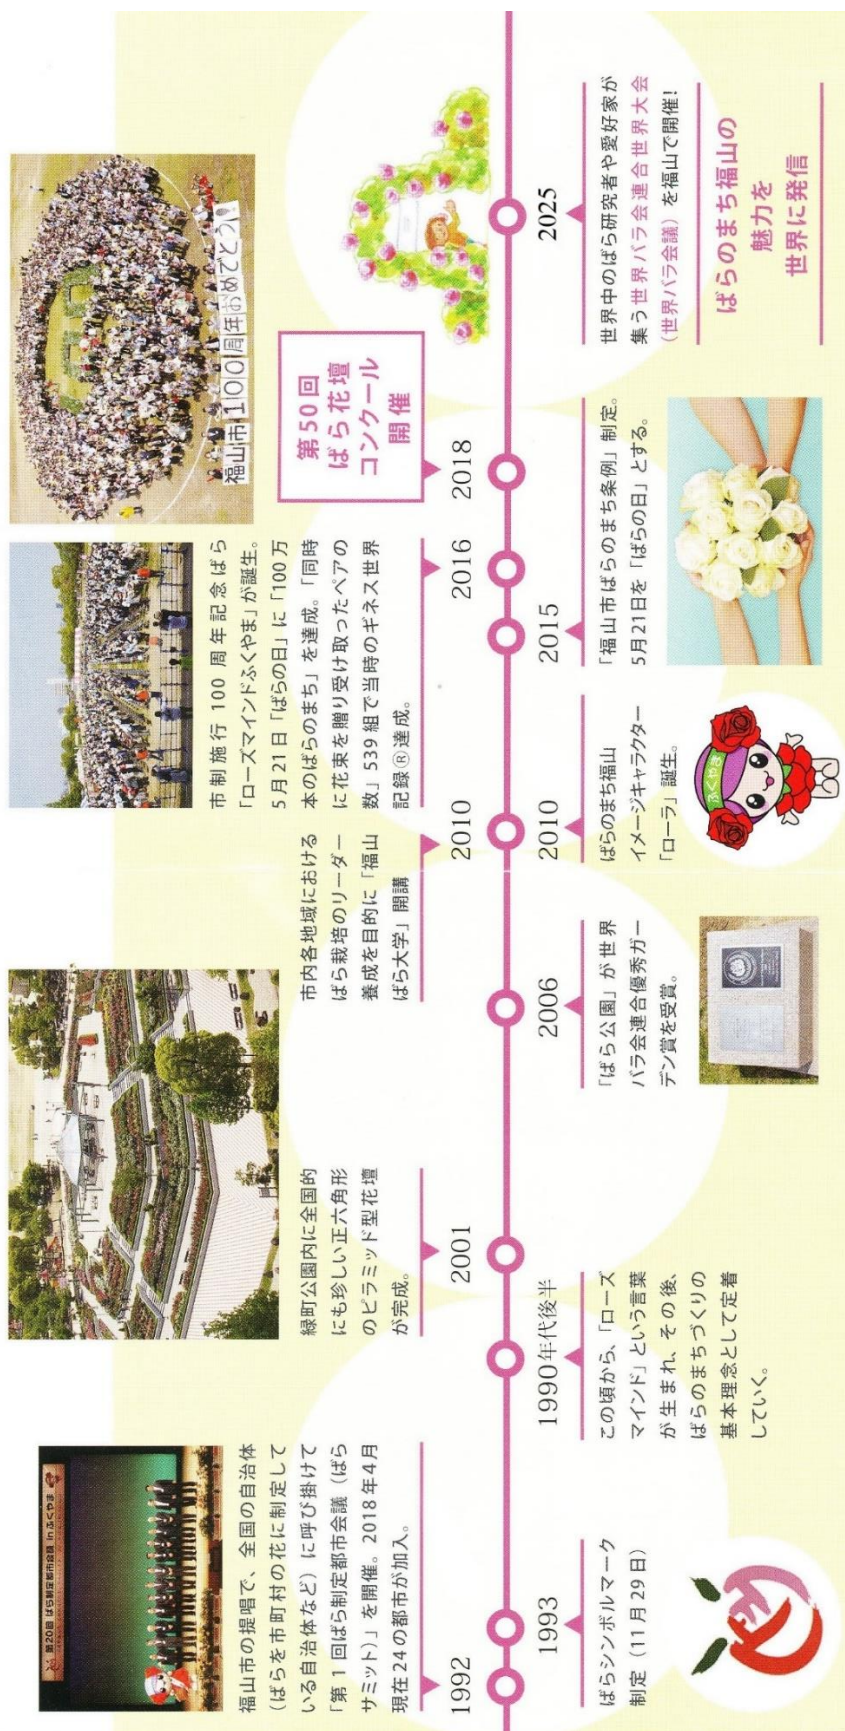 第20回 ばら制定都市会議 in ふくやま
福山市の提唱で、全国の自治体
(ばらを市町村の花に制定して
いる自治体など)に呼び掛けて
「第1回ばら制定都市会議(ばら
サミット)」を開催。2018年4月
現在24の都市が加入。
1992
1993
ばらシンボルマーク
制定(11月29日)
1990年代後半
この頃から、「ローズ
マインド」という言葉
が生まれ、その後、
ばらのまちづくりの
基本理念として定着
していく。
緑町公園内に全国的
にも珍しい正六角形
のピラミッド型花壇
が完成。
2001
2006
「ばら公園」が世界
バラ会連合優秀ガー
デン賞を受賞。
市内各地域における
ばら栽培のリーダー
養成を目的に「福山
ばら大学」開講
2010
2010
ばらのまち福山
イメージキャラクター
「ローラ」誕生。
ふくやま
2015
「福山市ばらのまち条例」制定。
5月21日を「ばらの日」とする。
市制施行100周年記念ばら
「ローズマインドふくやま」が誕生。
5月21日「ばらの日」に「100万
本のばらのまち」を達成。「同時
に花束を贈り受け取ったペアの
数」539組で当時のギネス世界
記録®達成。
2016
福山市100周年おめでとう
第50回
ばら花壇
コンクール
開催
2018
2025
世界中のばら研究者や愛好家が
集う世界バラ会連合世界大会
(世界バラ会議)を福山で開催!
ばらのまち福山の
魅力を
世界に発信